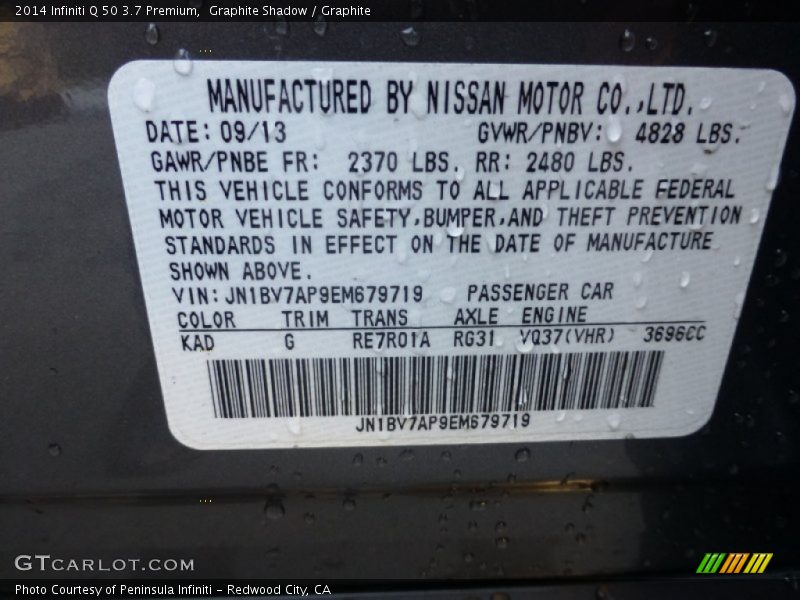 2014 Infiniti Q 50 3.7 Premium,  Graphite Shadow / Graphite
MANUFACTURED BY NISSAN MOTOR CO.,LTD.
DATE: 09/13 GVWR/PNBV: 4828 LBS.
GAWR/PNBE FR: 2370 LBS. RR: 2480 LBS.
THIS VEHICLE CONFORMS TO ALL APPLICABLE FEDERAL
MOTOR VEHICLE SAFETY,BUMPER,AND THEFT PREVENTION
STANDARDS IN EFFECT ON THE DATE OF MANUFACTURE
SHOWN ABOVE.
VIN: JN1BV7AP9EM679719 PASSENGER CAR
COLOR TRIM TRANS AXLE ENGINE
KAD G RE7R01A RG31 VQ37(VHR) 3696CC
JN1BV7AP9EM679719
GTCARLOT.COM
Photo Courtesy of Peninsula Infiniti - Redwood City, CA